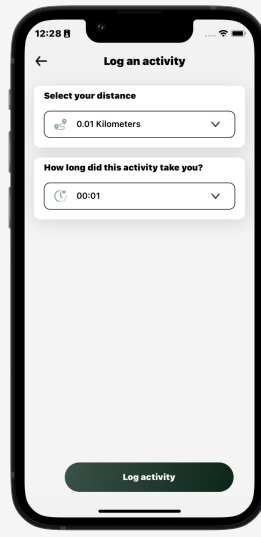 12:28
Log an activity
Select your distance
0.01 Kilometers
How long did this activity take you?
00:01
Log activity